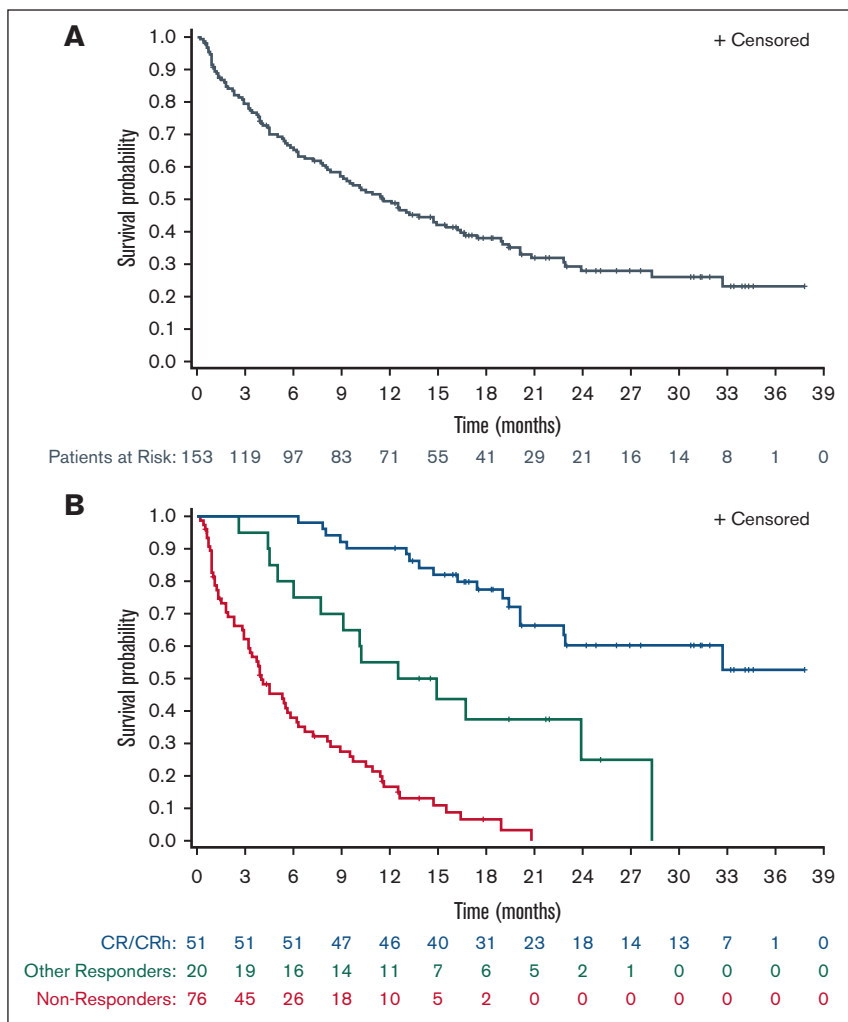 A
+ Censored
1.0
0.9
0.8
0.7
0.6
0.5
0.4
0.3
0.2
0.1
0.0
Survival probability
0 3 6 9 12 15 18 21 24 27 30 33 36 39
Time (months)
Patients at Risk: 153 119 97 83 71 55 41 29 21 16 14 8 1 0
B
+ Censored
1.0
0.9
0.8
0.7
0.6
0.5
0.4
0.3
0.2
0.1
0.0
Survival probability
0 3 6 9 12 15 18 21 24 27 30 33 36 39
Time (months)
CR/CRh: 51 51 51 47 46 40 31 23 18 14 13 7 1 0
Other Responders: 20 19 16 14 11 7 6 5 2 1 0 0 0 0
Non-Responders: 76 45 26 18 10 5 2 0 0 0 0 0 0 0